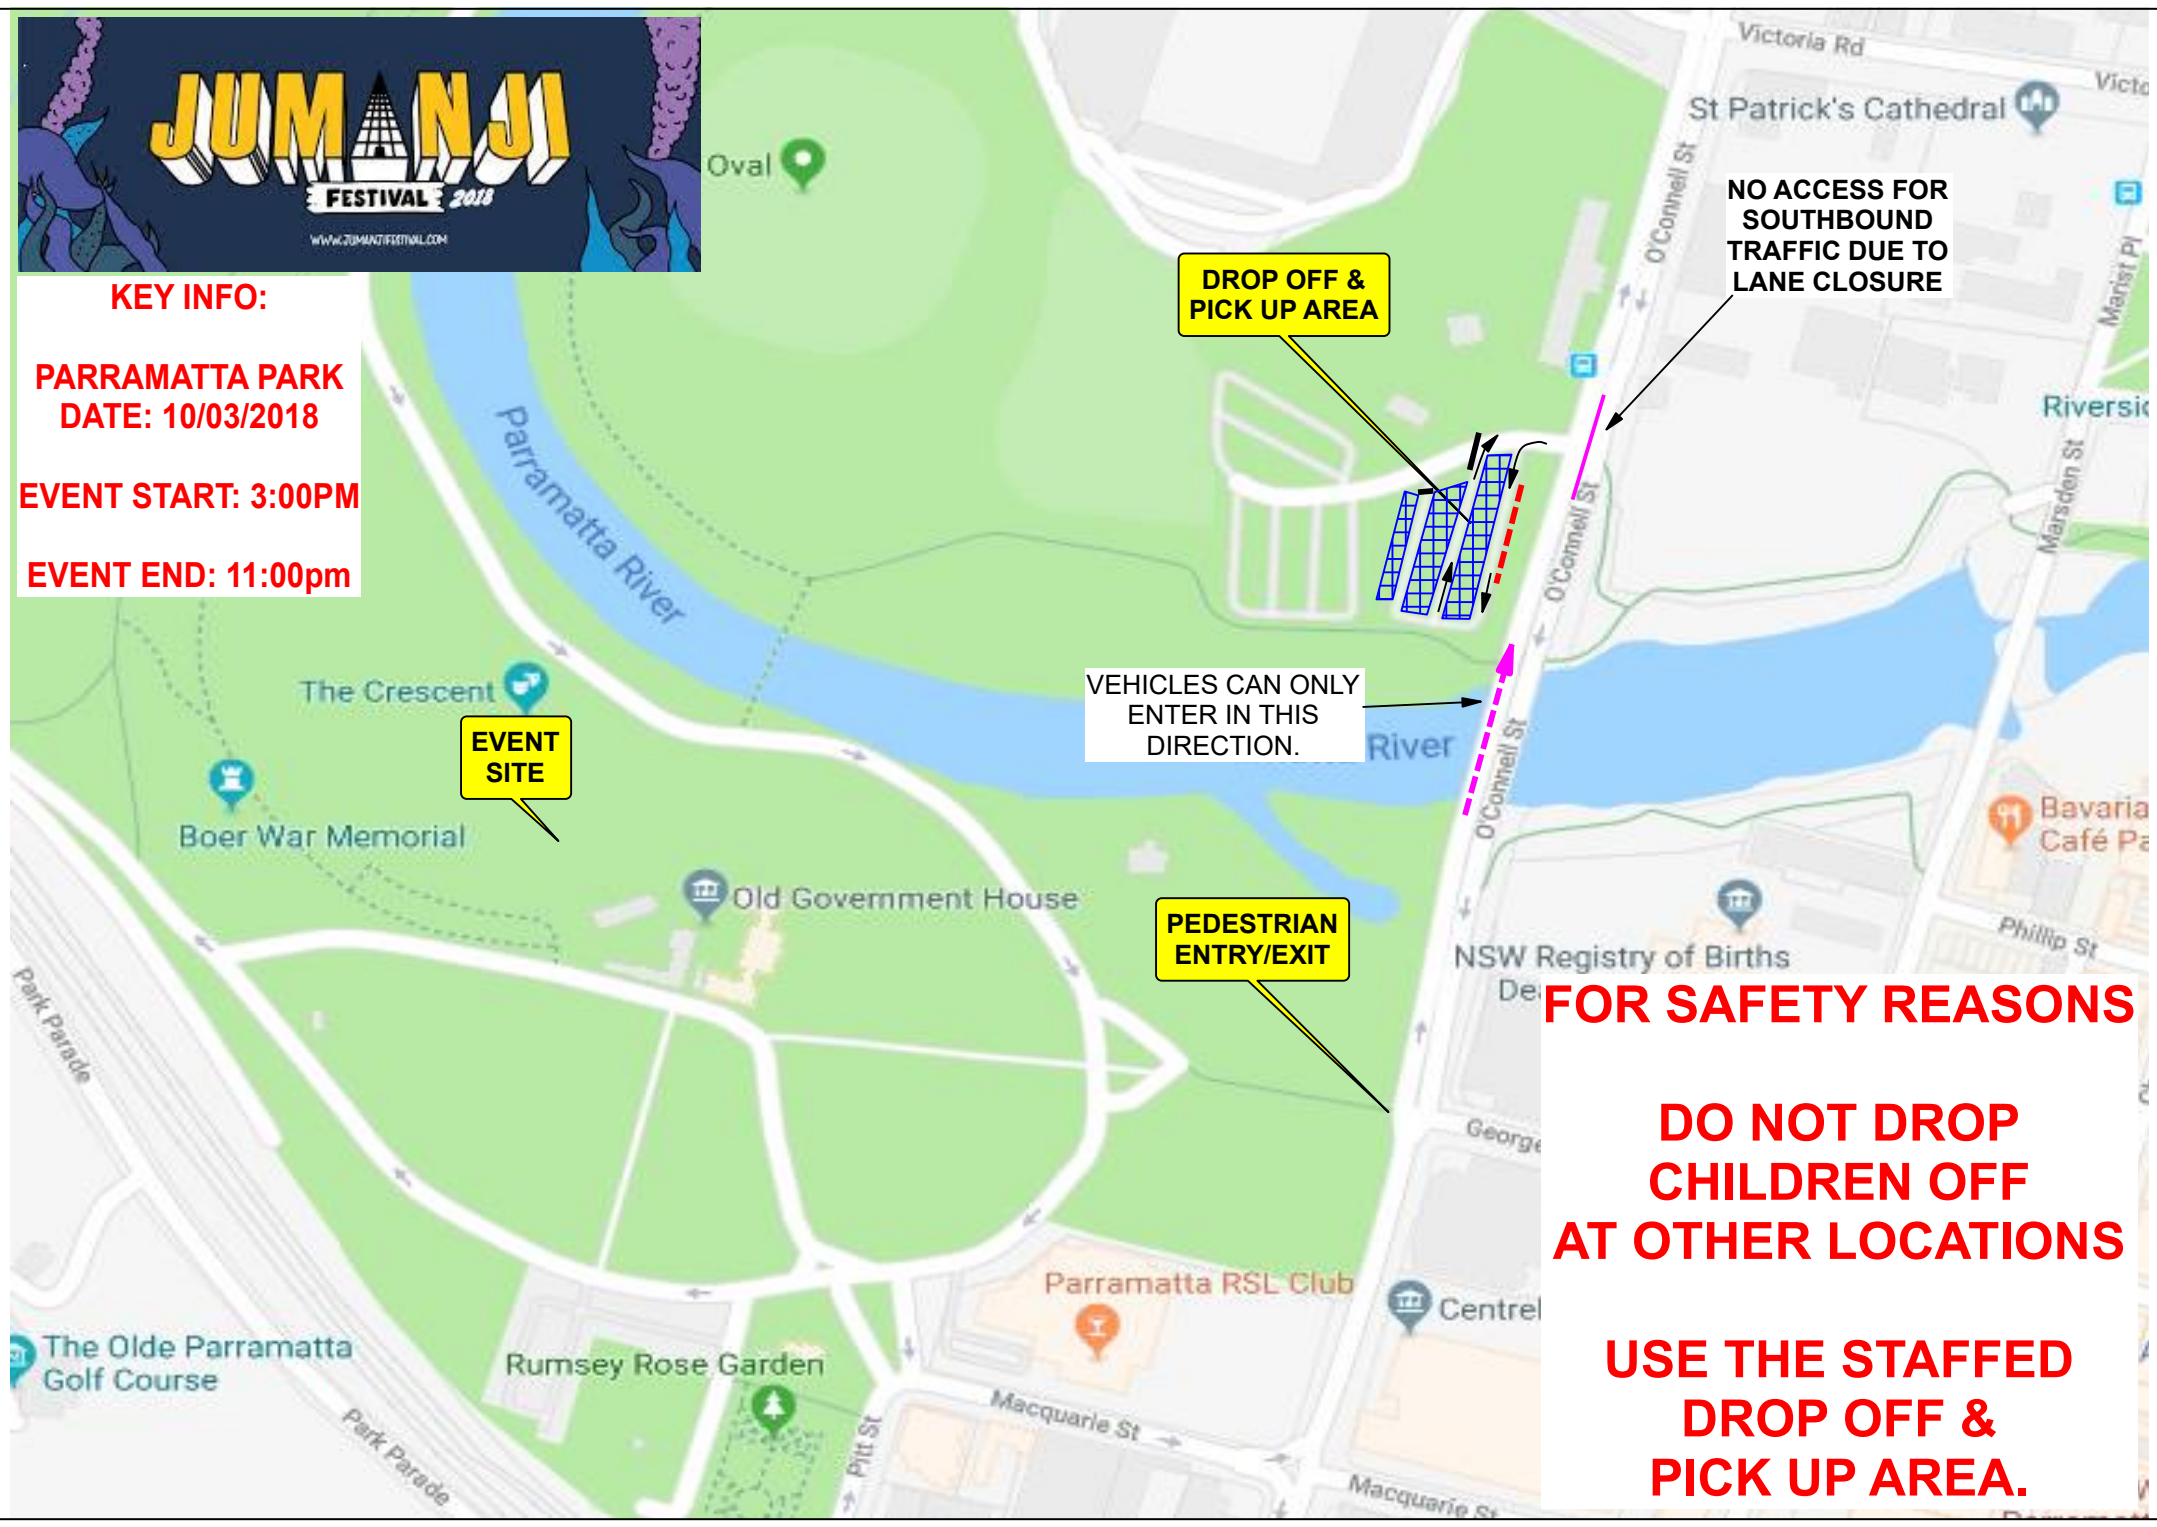 JUMANJI
FESTIVAL 2018
WWW.JUMANJIFESTIVAL.COM
KEY INFO:
PARRAMATTA PARK
DATE: 10/03/2018
EVENT START: 3:00PM
EVENT END: 11:00pm
Oval
Victoria Rd
St Patrick's Cathedral
O'Connell St
NO ACCESS FOR
SOUTHBOUND
TRAFFIC DUE TO
LANE CLOSURE
Marist Pl
DROP OFF &
PICK UP AREA
Parramatta River
O'Connell St
Marsden St
The Crescent
EVENT
SITE
Boer War Memorial
VEHICLES CAN ONLY
ENTER IN THIS
DIRECTION.
River
O'Connell St
Bavaria
Old Government House
PEDESTRIAN
ENTRY/EXIT
NSW Registry of Births
Phillip St
Park Parade
FOR SAFETY REASONS
DO NOT DROP
CHILDREN OFF
AT OTHER LOCATIONS
USE THE STAFFED
DROP OFF &
PICK UP AREA.
George
Parramatta RSL Club
The Olde Parramatta
Golf Course
Rumsey Rose Garden
Park Parade
Pitt St
Macquarie St
Macquarie St